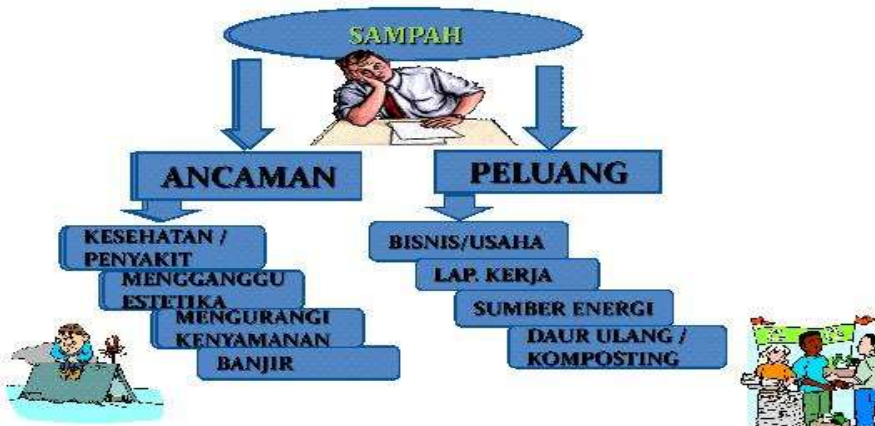 SAMPAH
ANCAMAN
PELUANG
KESEHATAN /
PENYAKIT
MENGGANGGU
ESTETIKA
MENGURANGI
KENYAMANAN
BANJIR
BISNIS/USAHA
LAP. KERJA
SUMBER ENERGI
DAUR ULANG /
KOMPOSTING